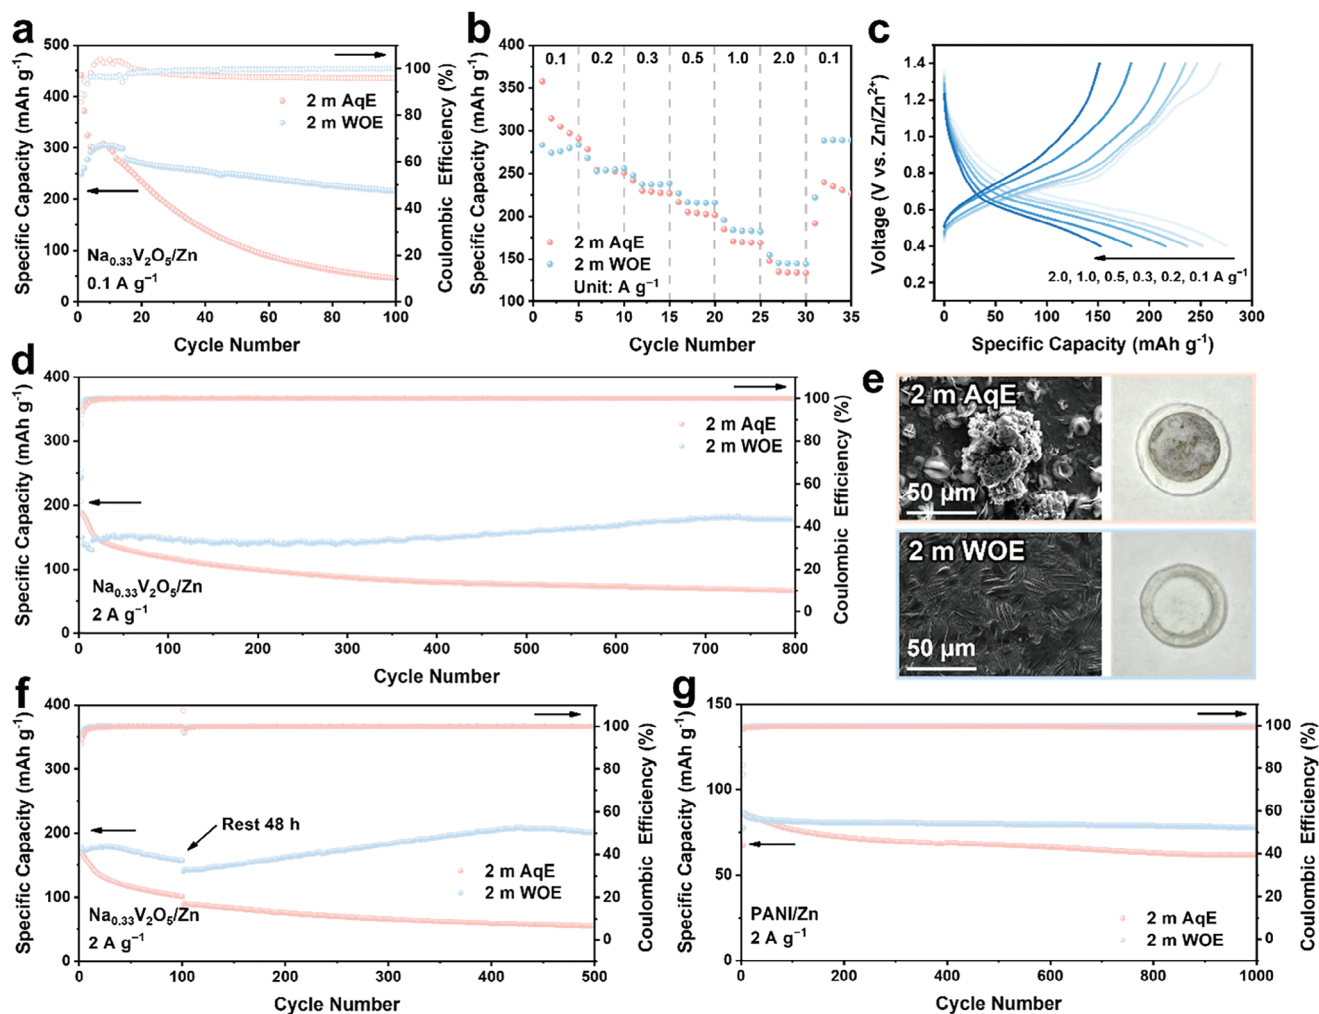 a
500
400
300
200
100
0
100
80
60
40
20
0
0 20 40 60 80 100
Specific Capacity (mAh g⁻¹)
Coulombic Efficiency (%)
2 m AqE
2 m WOE
Na₀.₃₃V₂O₅/Zn
0.1 A g⁻¹
Cycle Number
b
400
350
300
250
200
150
100
0.1 0.2 0.3 0.5 1.0 2.0 0.1
Specific Capacity (mAh g⁻¹)
2 m AqE
2 m WOE
Unit: A g⁻¹
0 5 10 15 20 25 30 35
Cycle Number
c
1.4
1.2
1.0
0.8
0.6
0.4
0.2
Voltage (V vs. Zn/Zn²⁺)
2.0, 1.0, 0.5, 0.3, 0.2, 0.1 A g⁻¹
0 50 100 150 200 250 300
Specific Capacity (mAh g⁻¹)
d
400
350
300
200
100
50
0
100
80
60
40
20
10
0
Specific Capacity (mAh g⁻¹)
Coulombic Efficiency (%)
2 m AqE
2 m WOE
Na₀.₃₃V₂O₅/Zn
2 A g⁻¹
0 100 200 300 400 500 600 700 800
Cycle Number
e
2 m AqE
50 µm
2 m WOE
50 µm
f
400
300
200
100
0
100
80
60
40
20
0
Specific Capacity (mAh g⁻¹)
Coulombic Efficiency (%)
Rest 48 h
2 m AqE
2 m WOE
Na₀.₃₃V₂O₅/Zn
2 A g⁻¹
0 100 200 300 400 500
Cycle Number
g
150
100
50
0
100
80
60
40
20
0
Specific Capacity (mAh g⁻¹)
Coulombic Efficiency (%)
PANI/Zn
2 A g⁻¹
2 m AqE
2 m WOE
0 200 400 600 800 1000
Cycle Number